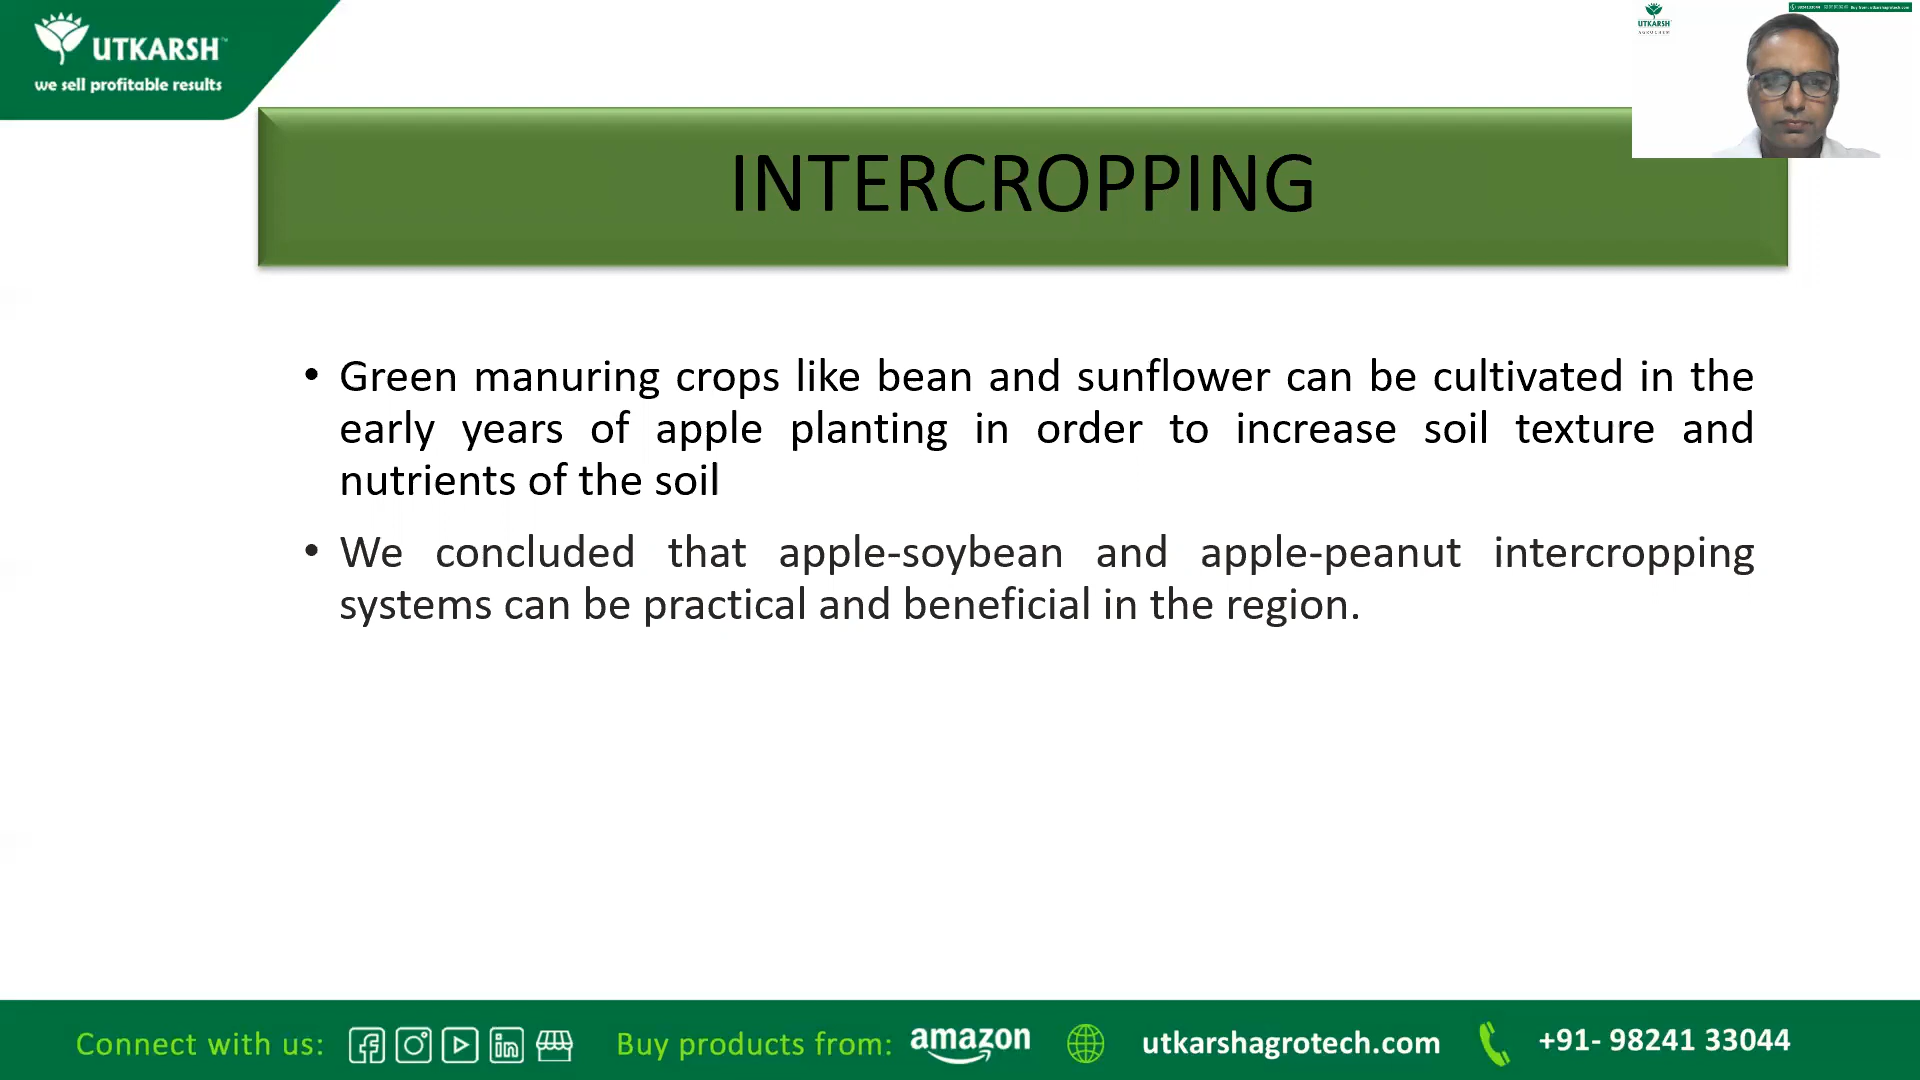 UTKARSH™
we sell profitable results
UTKARSH
AGROCHEM
INTERCROPPING
• Green manuring crops like bean and sunflower can be cultivated in the
early years of apple planting in order to increase soil texture and
nutrients of the soil
• We concluded that apple-soybean and apple-peanut intercropping
systems can be practical and beneficial in the region.
Connect with us: Buy products from: amazon utkarshagrotech.com +91- 98241 33044